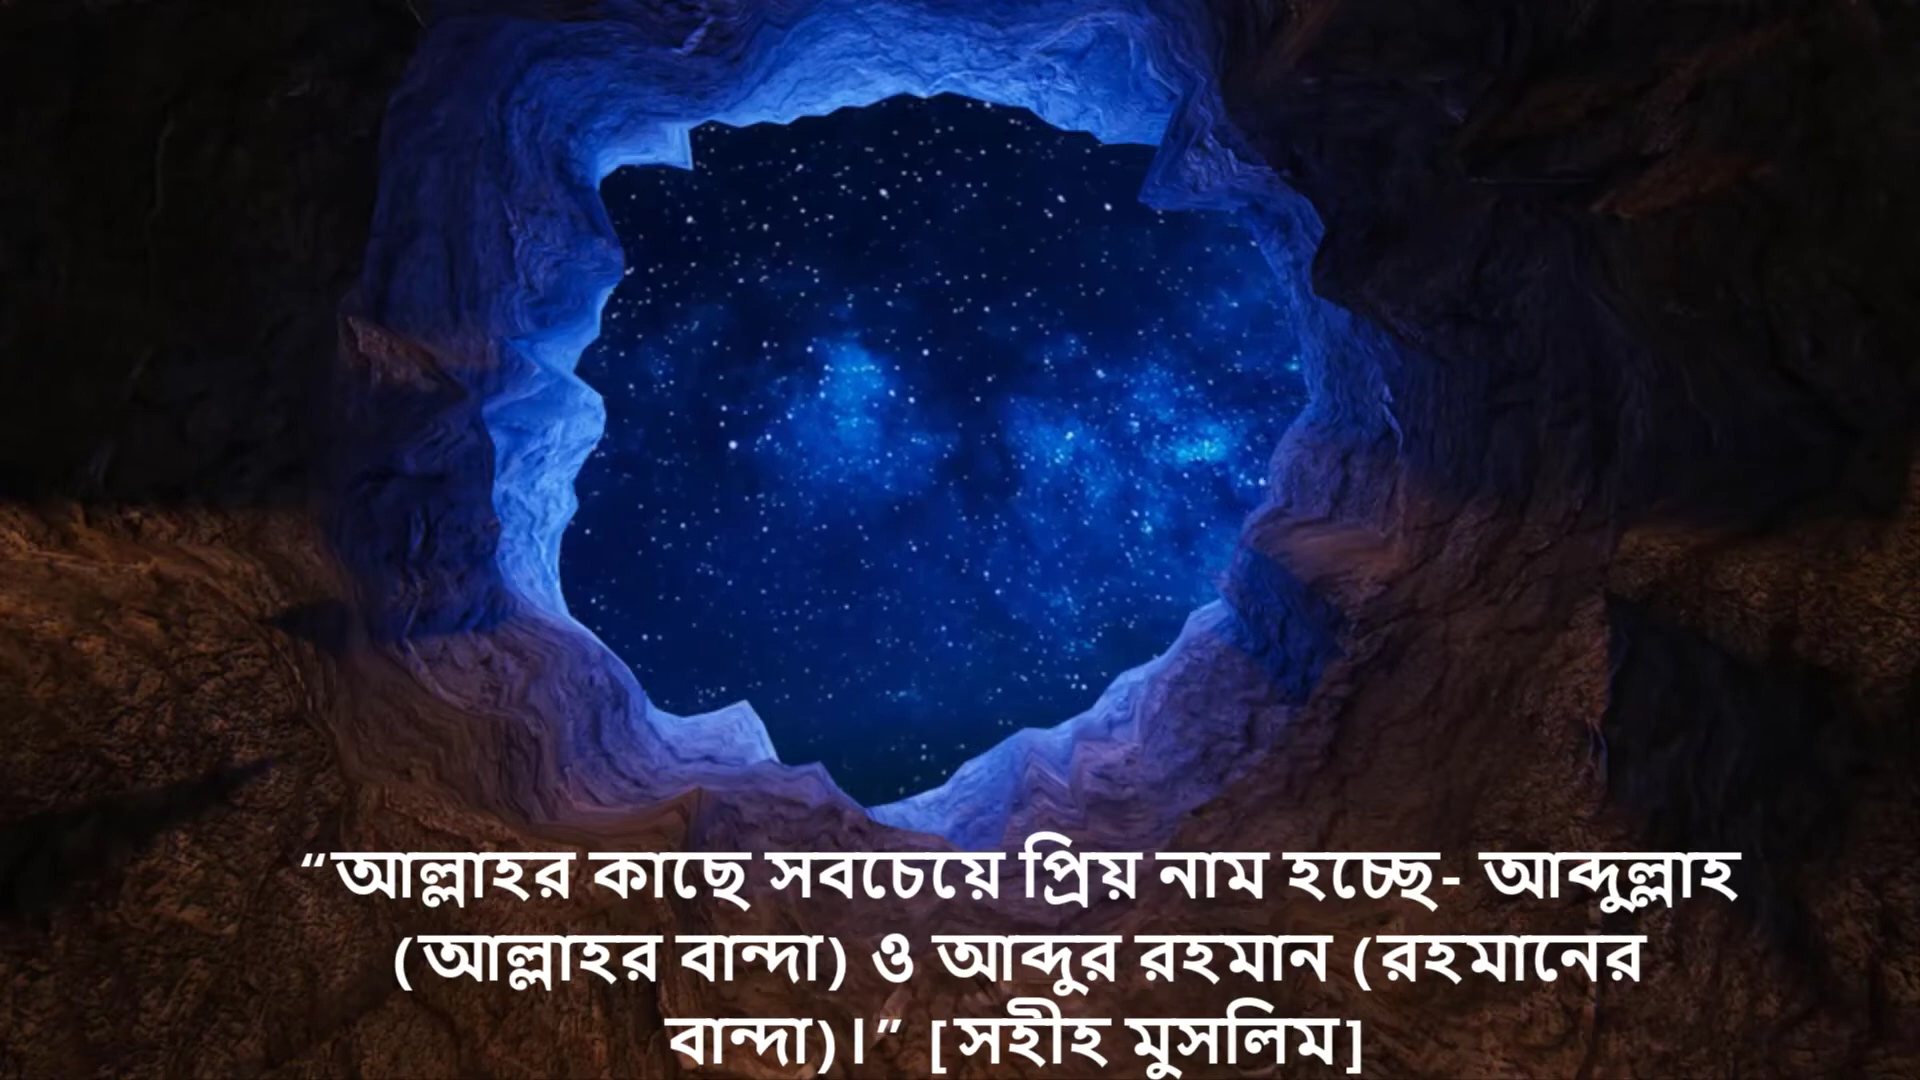 “আল্লাহর কাছে সবচেয়ে প্রিয় নাম হচ্ছে- আব্দুল্লাহ
(আল্লাহর বান্দা) ও আব্দুর রহমান (রহমানের
বান্দা)।” [সহীহ মুসলিম]